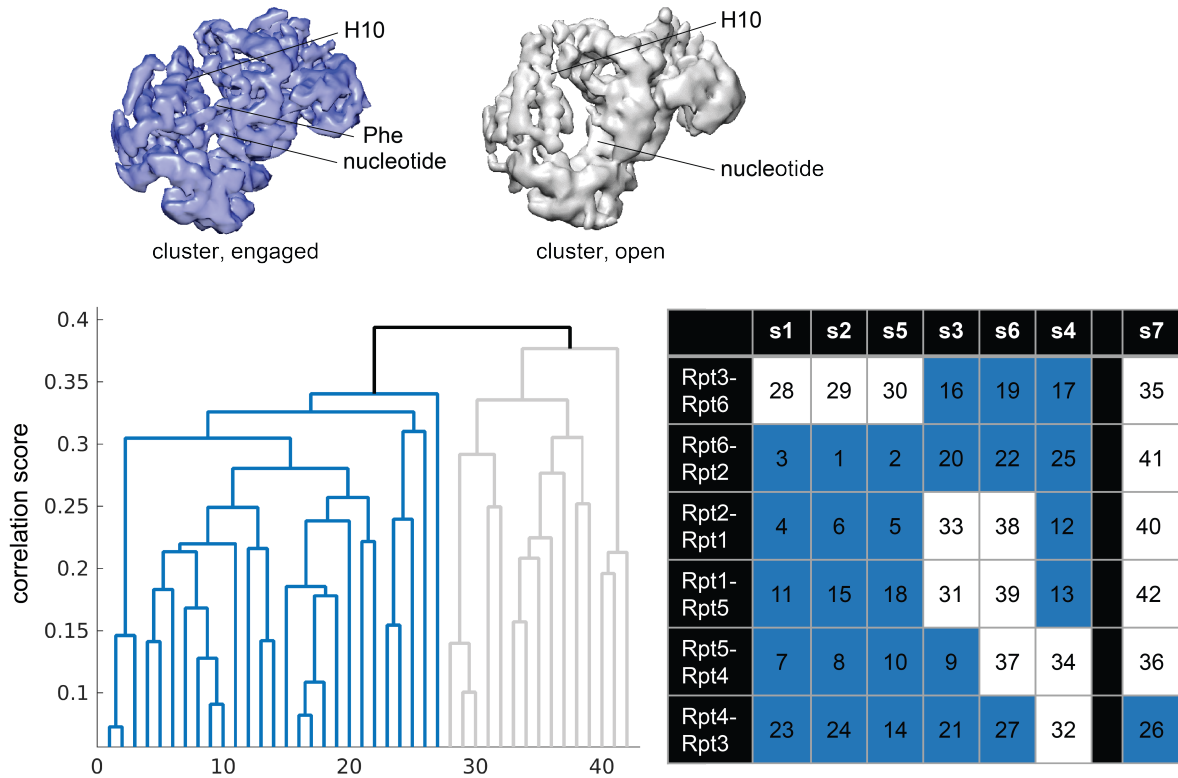 H10
Phe
nucleotide
cluster, engaged
H10
nucleotide
cluster, open
correlation score
0.4
0.35
0.3
0.25
0.2
0.15
0.1
0 10 20 30 40
s1 s2 s5 s3 s6 s4 s7
Rpt3-
Rpt6
28 29 30 16 19 17 35
Rpt6-
Rpt2
3 1 2 20 22 25 41
Rpt2-
Rpt1
4 6 5 33 38 12 40
Rpt1-
Rpt5
11 15 18 31 39 13 42
Rpt5-
Rpt4
7 8 10 9 37 34 36
Rpt4-
Rpt3
23 24 14 21 27 32 26